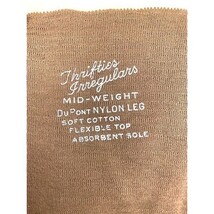 Thrifties
Irregulars
MID-WEIGHT
DuPONT NYLON LEG
SOFT COTTON
FLEXIBLE TOP
ABSORBENT SOLE